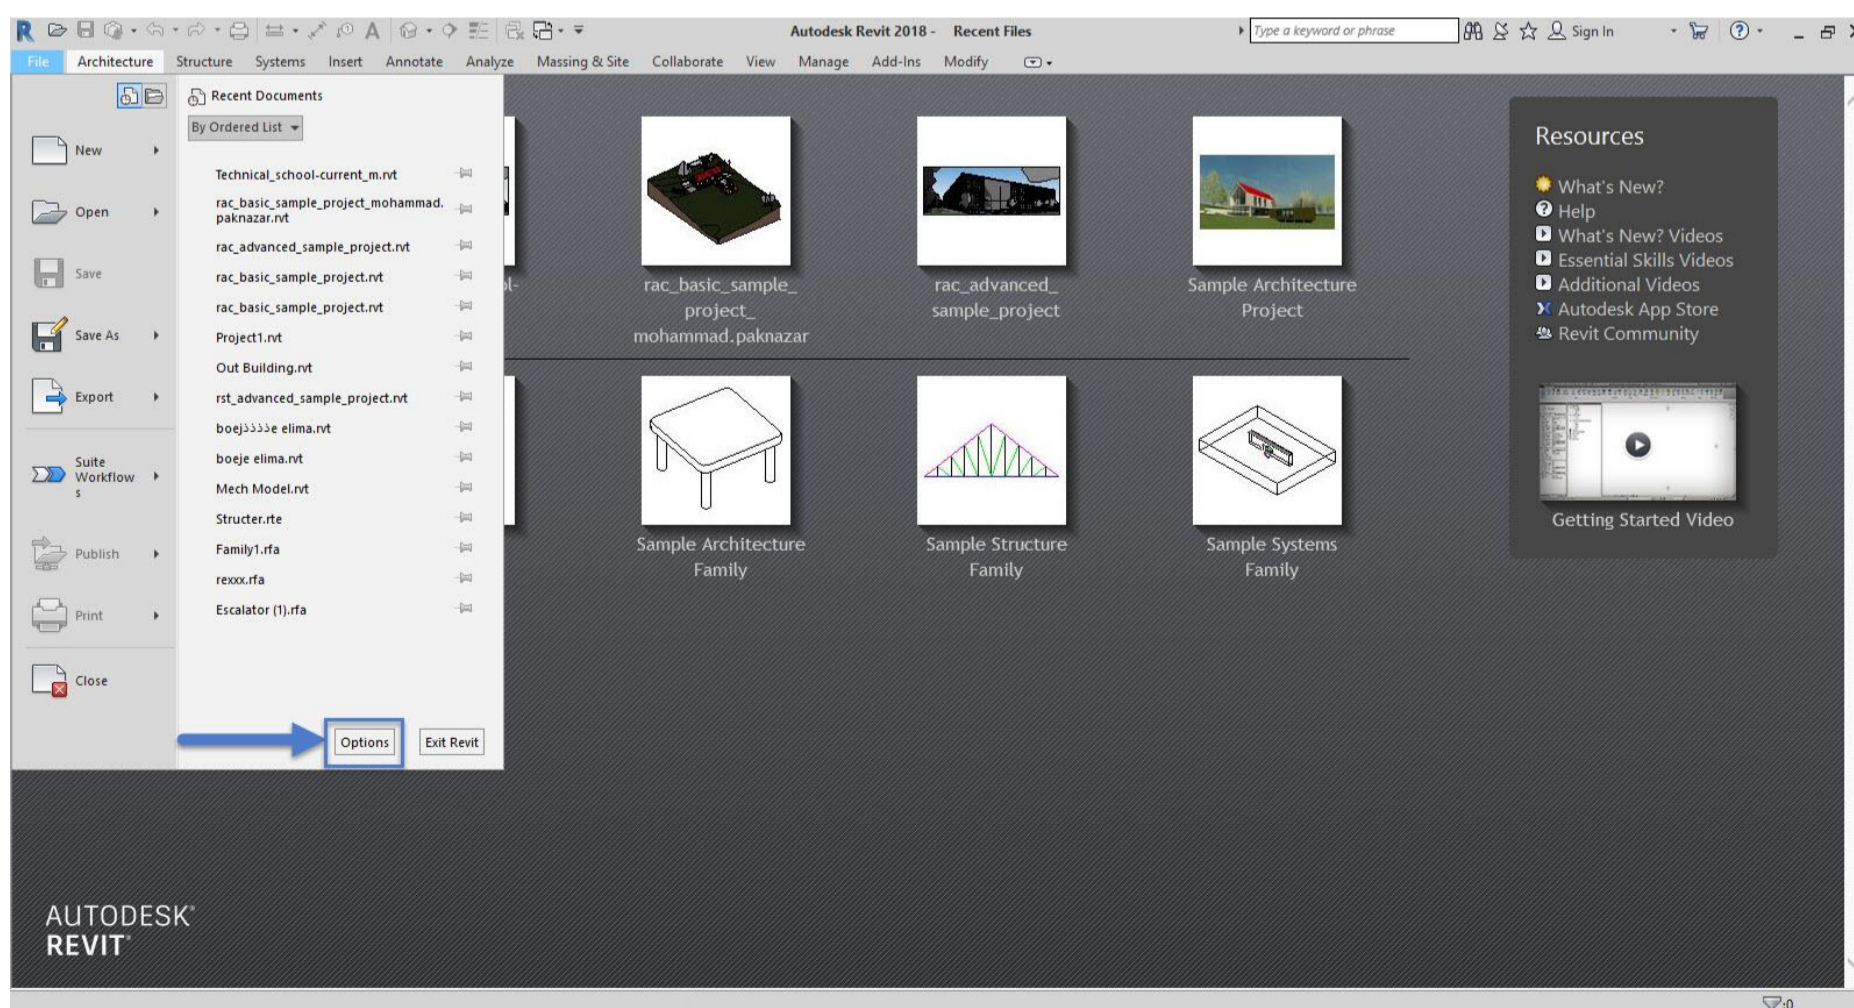 Autodesk Revit 2018 - Recent Files
Type a keyword or phrase
Sign In
File Architecture Structure Systems Insert Annotate Analyze Massing & Site Collaborate View Manage Add-Ins Modify
Recent Documents
By Ordered List
New
Open
Save
Save As
Export
Suite
Workflow
s
Publish
Print
Close
Technical_school-current_m.rvt
rac_basic_sample_project_mohammad.
paknazar.rvt
rac_advanced_sample_project.rvt
rac_basic_sample_project.rvt
rac_basic_sample_project.rvt
Project1.rvt
Out Building.rvt
rst_advanced_sample_project.rvt
boejذذذذe elima.rvt
boeje elima.rvt
Mech Model.rvt
Structer.rte
Family1.rfa
rexxx.rfa
Escalator (1).rfa
Options
Exit Revit
ol-
rac_basic_sample_
project_
mohammad.paknazar
rac_advanced_
sample_project
Sample Architecture
Project
Sample Architecture
Family
Sample Structure
Family
Sample Systems
Family
Resources
What's New?
Help
What's New? Videos
Essential Skills Videos
Additional Videos
Autodesk App Store
Revit Community
Getting Started Video
AUTODESK®
REVIT®
:0